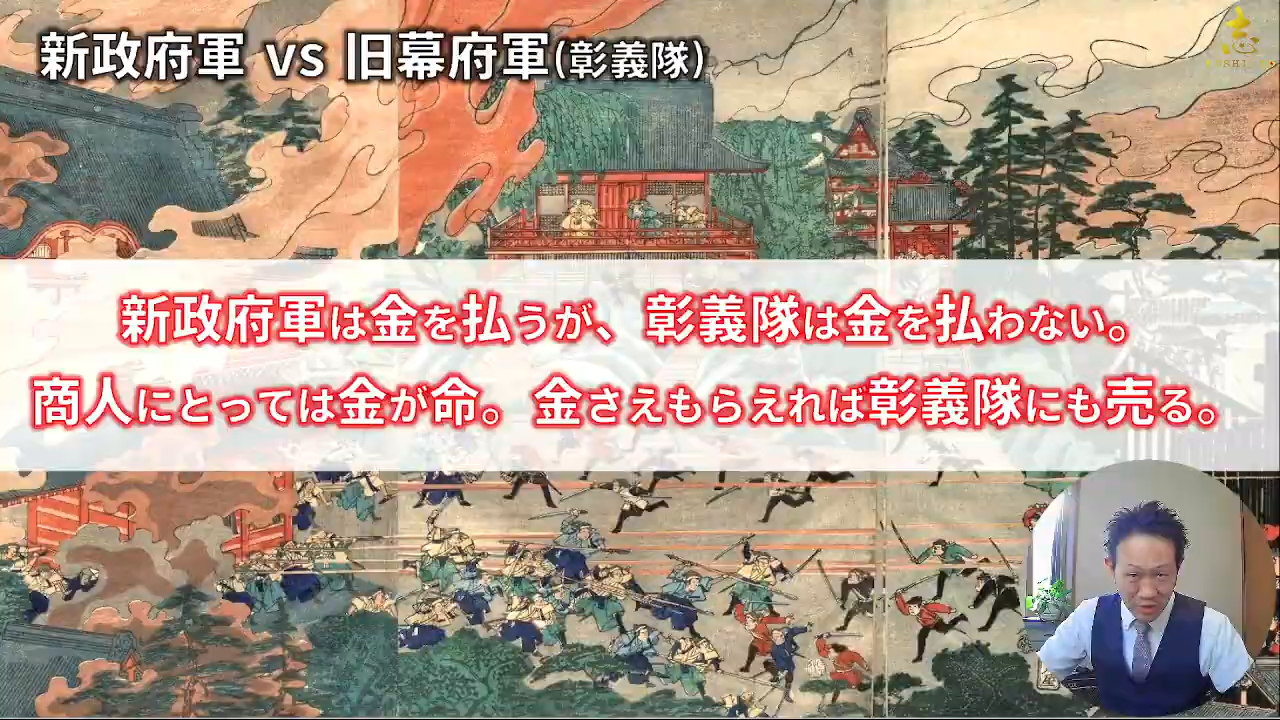 新政府軍 vs 旧幕府軍(彰義隊)
志
新政府軍は金を払うが、彰義隊は金を払わない。
商人にとっては金が命。金さえもらえれば彰義隊にも売る。